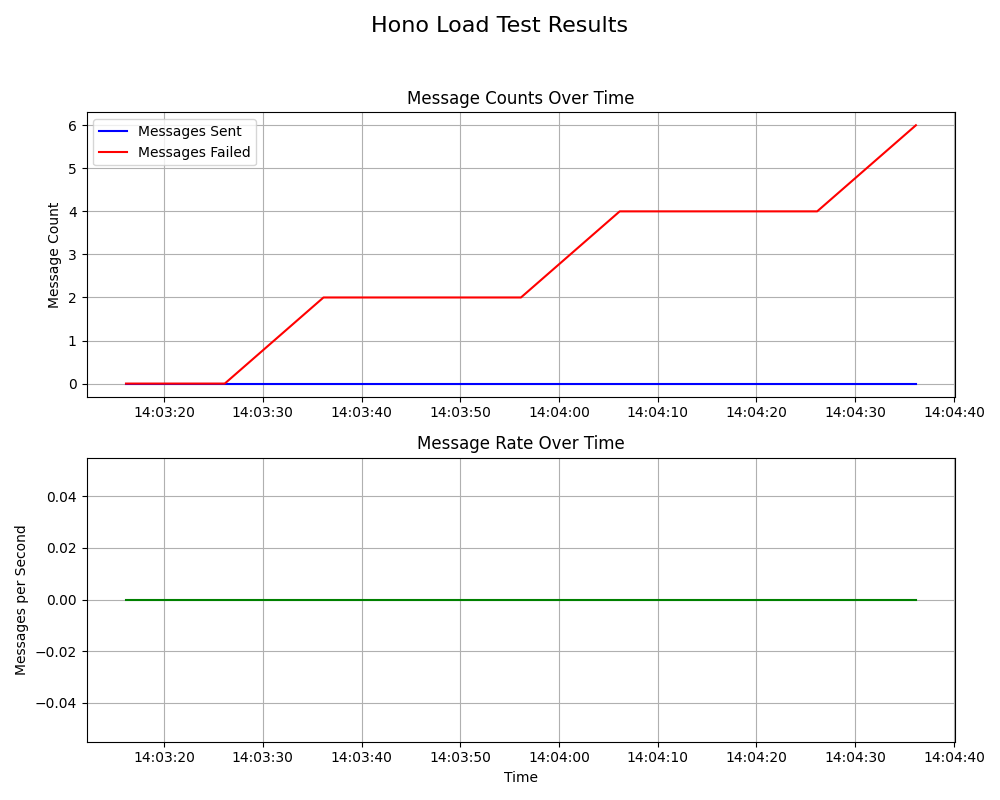 Hono Load Test Results
Message Counts Over Time
Messages Sent
Messages Failed
Message Count
6
5
4
3
2
1
0
14:03:20 14:03:30 14:03:40 14:03:50 14:04:00 14:04:10 14:04:20 14:04:30 14:04:40
Message Rate Over Time
Messages per Second
0.04
0.02
0.00
−0.02
−0.04
14:03:20 14:03:30 14:03:40 14:03:50 14:04:00 14:04:10 14:04:20 14:04:30 14:04:40
Time